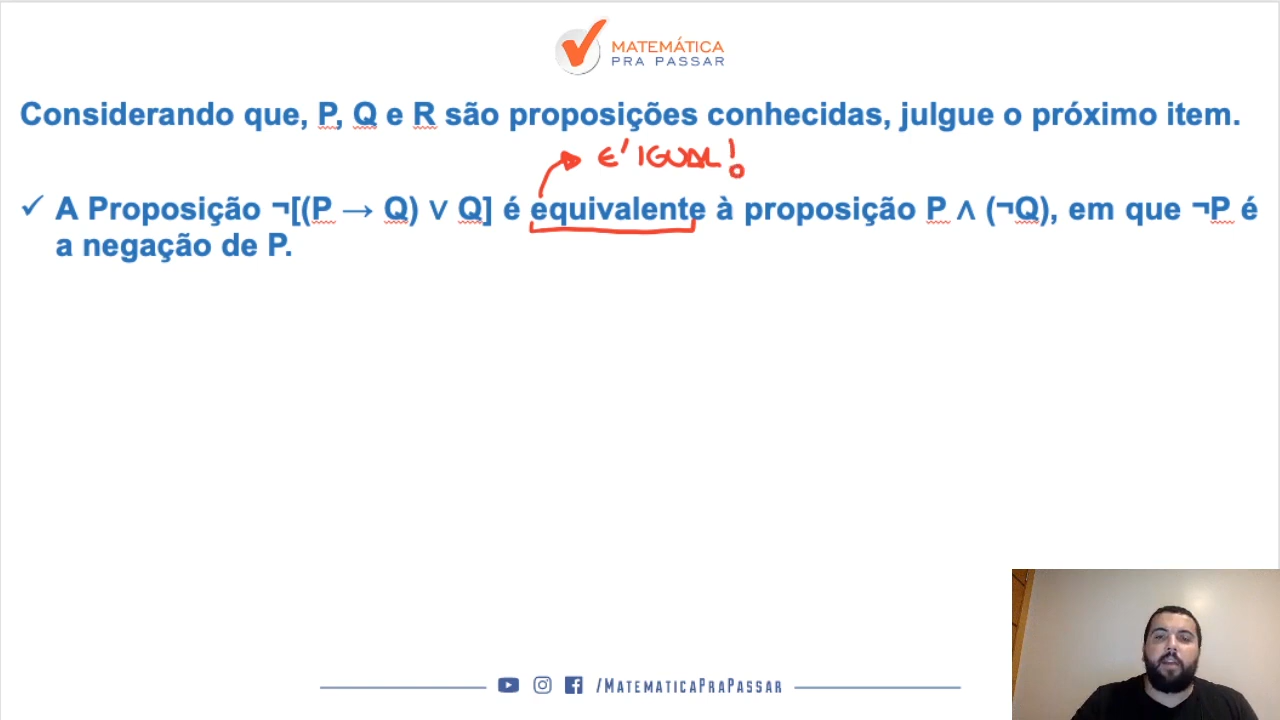 MATEMÁTICA
PRA PASSAR
Considerando que, P, Q e R são proposições conhecidas, julgue o próximo item.
E' IGUAL!
✓ A Proposição ¬[(P → Q) ∨ Q] é equivalente à proposição P ∧ (¬Q), em que ¬P é
a negação de P.
/MATEMATICAPRAPASSAR